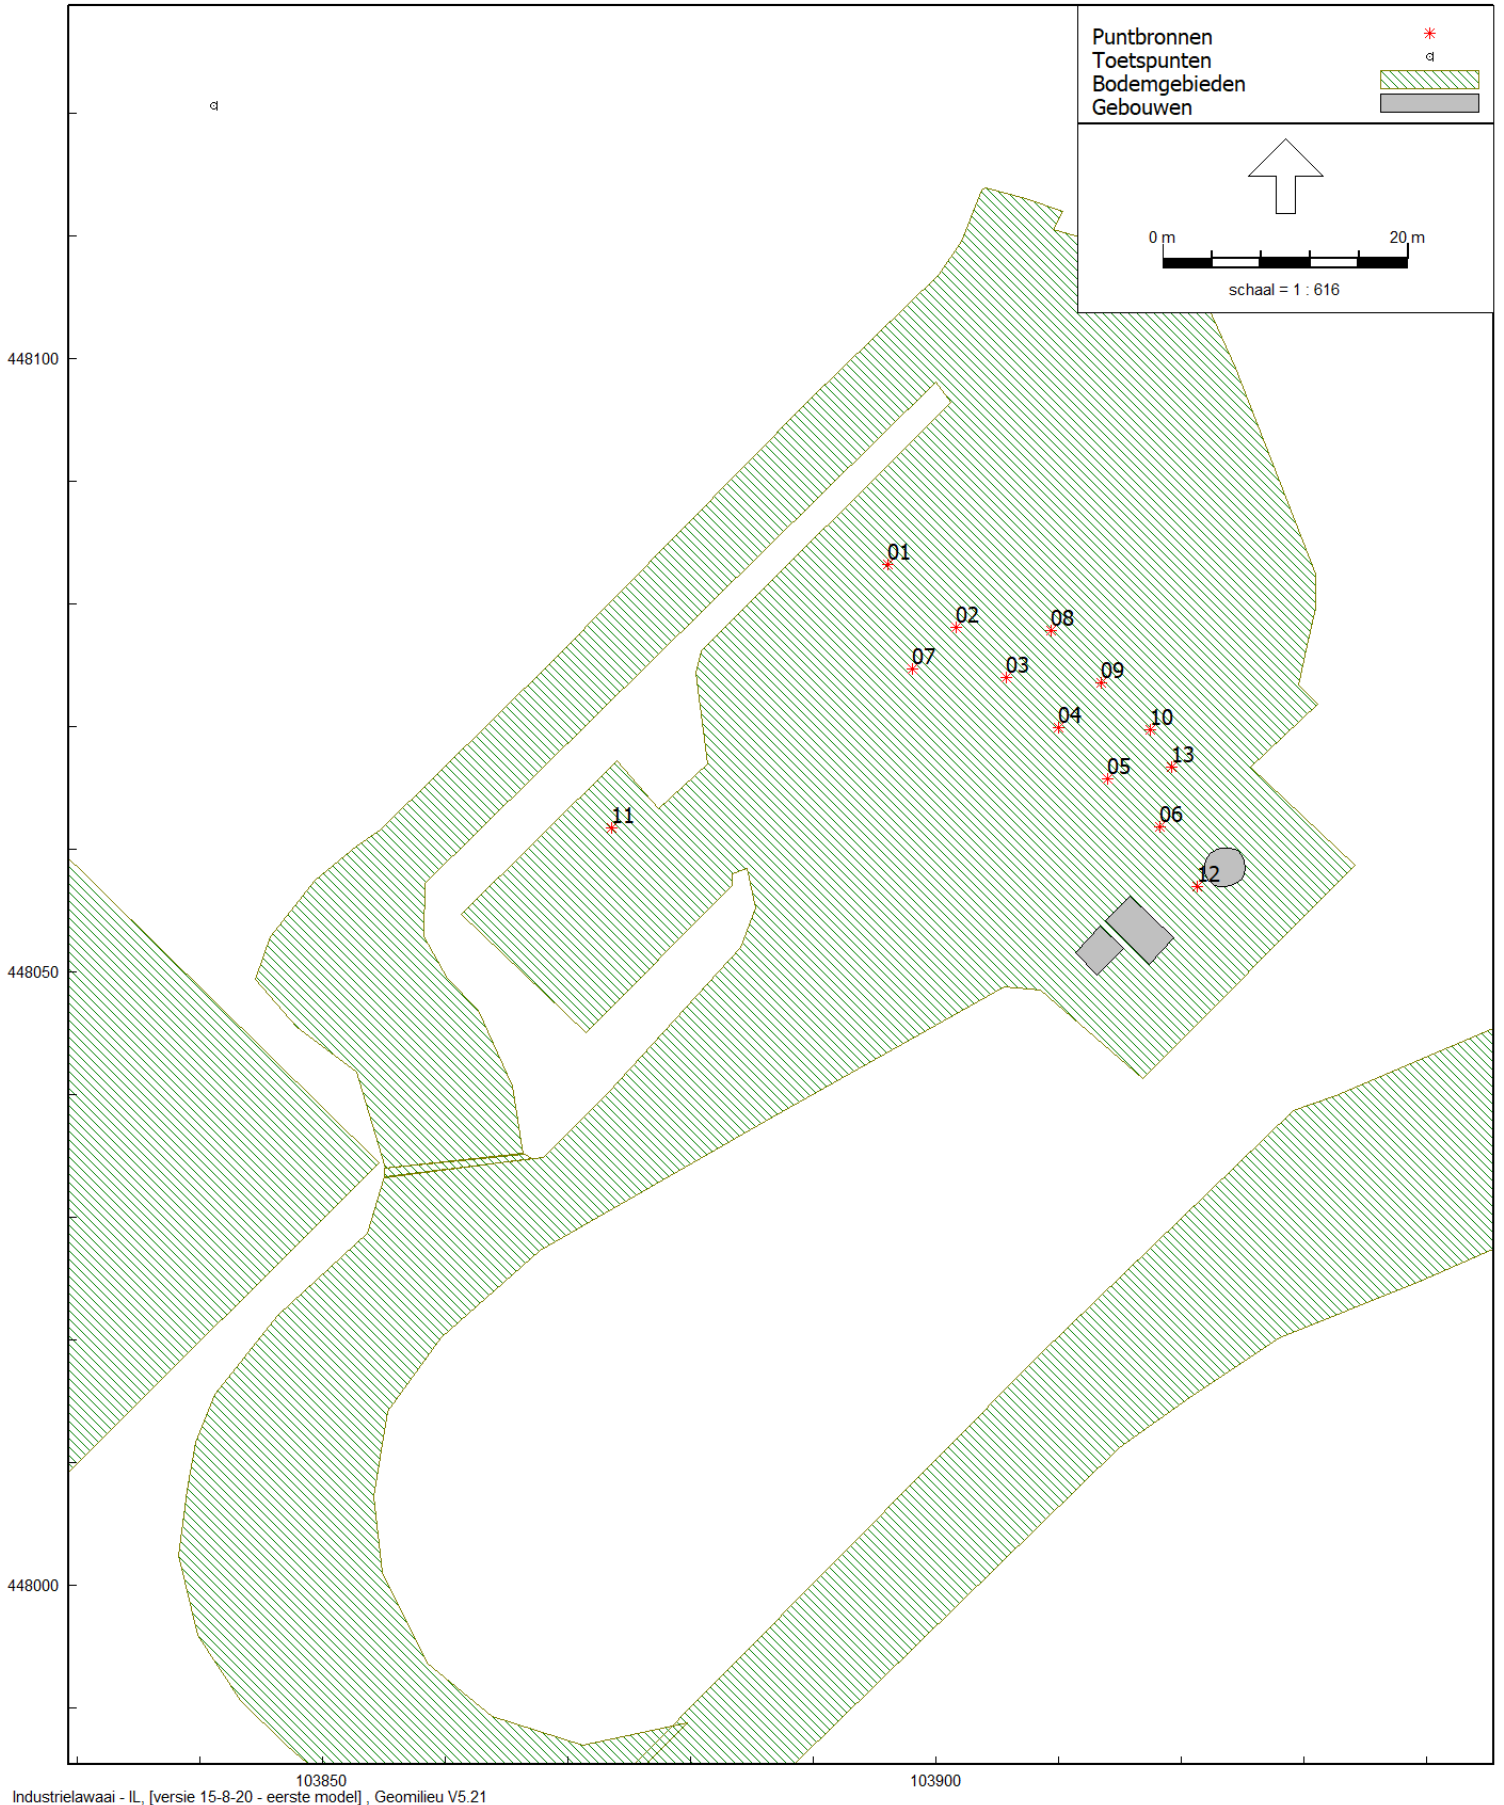 Puntbronnen
Toetspunten
Bodemgebieden
Gebouwen
0 m 20 m
schaal = 1 : 616
448100
01
02
08
07
03
09
04
10
13
05
11
06
12
448050
448000
103850 103900
Industrielawaai - IL, [versie 15-8-20 - eerste model] , Geomilieu V5.21